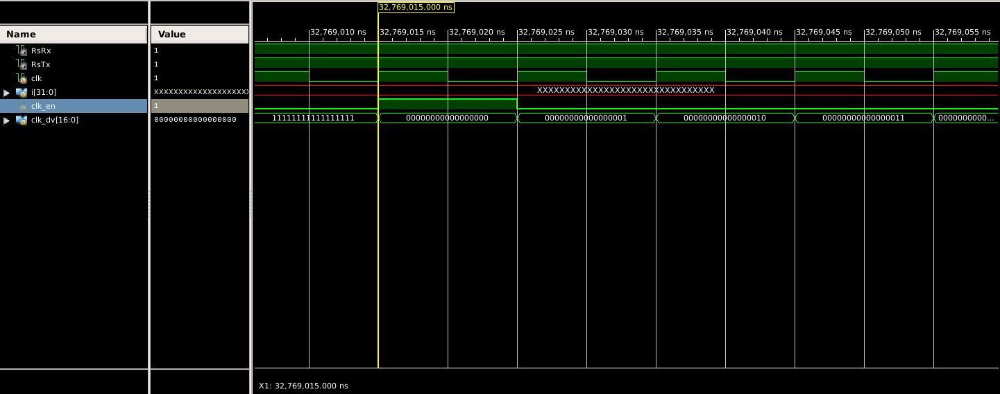 32,769,015.000 ns
Name
Value
32,769,010 ns
32,769,015 ns
32,769,020 ns
32,769,025 ns
32,769,030 ns
32,769,035 ns
32,769,040 ns
32,769,045 ns
32,769,050 ns
32,769,055 ns
RsRx 1
RsTx 1
clk 1
i[31:0] XXXXXXXXXXXXXXXXXXX XXXXXXXXXXXXXXXXXXXXXXXXXXXXXXXX
clk_en 1
clk_dv[16:0] 00000000000000000 11111111111111111 00000000000000000 00000000000000001 00000000000000010 00000000000000011 0000000000...
X1: 32,769,015.000 ns